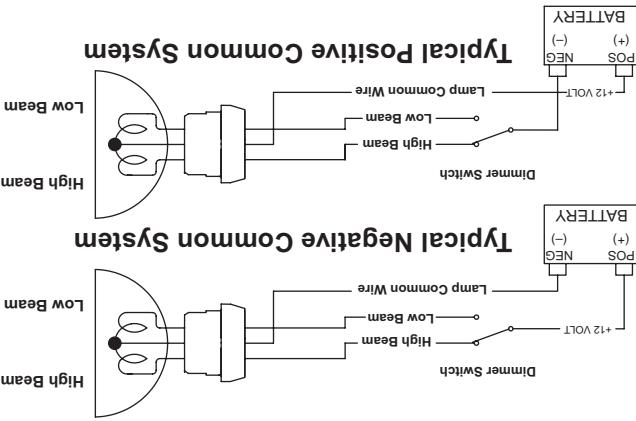 High Beam
Dimmer Switch
High Beam
+12 VOLT
Low Beam
Low Beam
Lamp Common Wire
POS NEG
(+) (–)
BATTERY
Typical Negative Common System
High Beam
Dimmer Switch
High Beam
Low Beam
Low Beam
+12 VOLT
Lamp Common Wire
POS NEG
(+) (–)
BATTERY
Typical Positive Common System